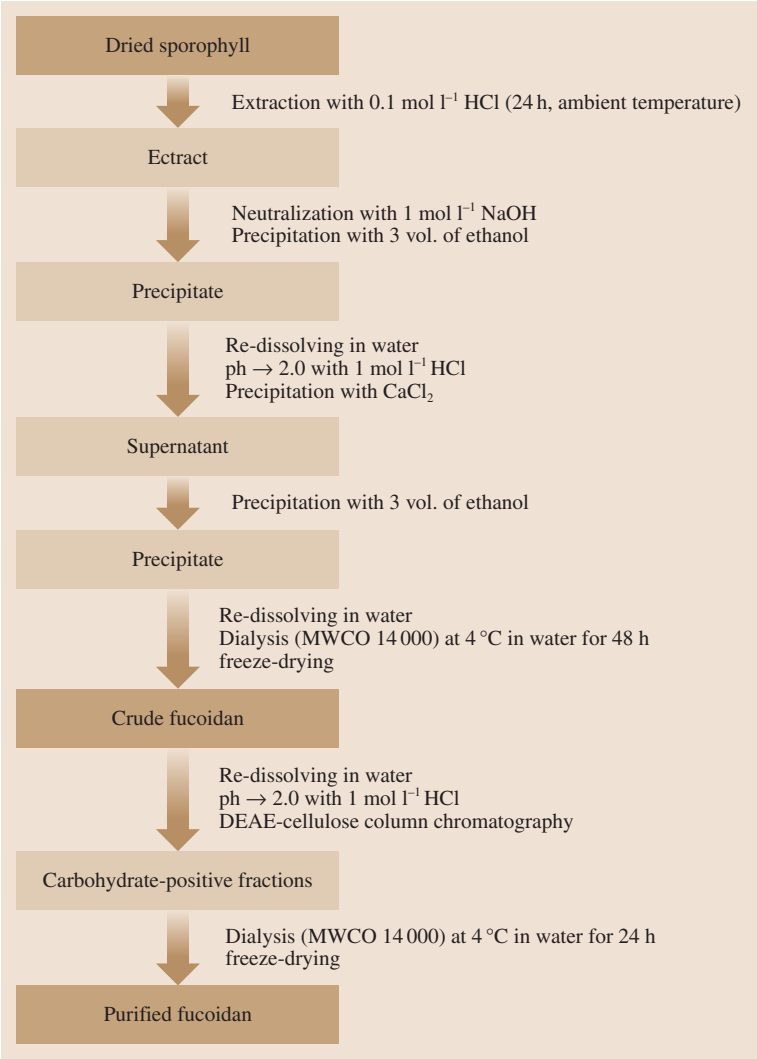 Dried sporophyll
Extraction with 0.1 mol l⁻¹ HCl (24 h, ambient temperature)
Ectract
Neutralization with 1 mol l⁻¹ NaOH
Precipitation with 3 vol. of ethanol
Precipitate
Re-dissolving in water
ph → 2.0 with 1 mol l⁻¹ HCl
Precipitation with CaCl₂
Supernatant
Precipitation with 3 vol. of ethanol
Precipitate
Re-dissolving in water
Dialysis (MWCO 14 000) at 4 °C in water for 48 h
freeze-drying
Crude fucoidan
Re-dissolving in water
ph → 2.0 with 1 mol l⁻¹ HCl
DEAE-cellulose column chromatography
Carbohydrate-positive fractions
Dialysis (MWCO 14 000) at 4 °C in water for 24 h
freeze-drying
Purified fucoidan